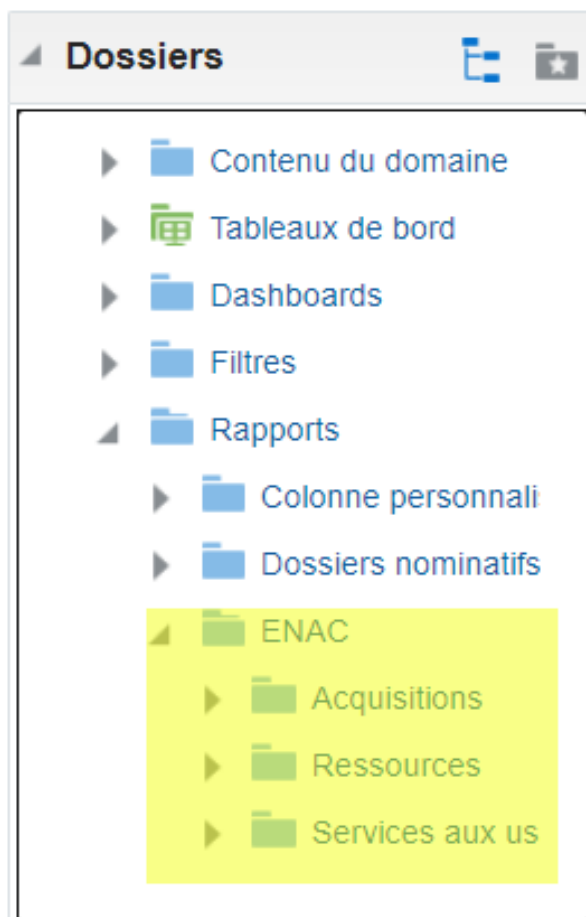 Dossiers
Contenu du domaine
Tableaux de bord
Dashboards
Filtres
Rapports
Colonne personnali
Dossiers nominatifs
ENAC
Acquisitions
Ressources
Services aux us